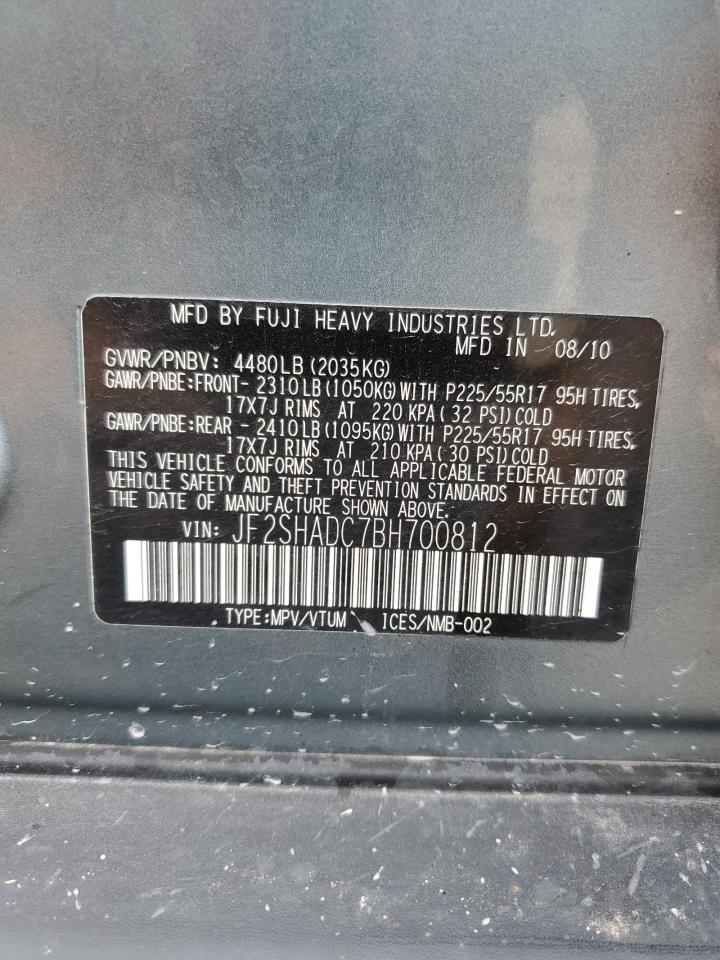 MFD BY FUJI HEAVY INDUSTRIES LTD.
MFD IN 08/10
GVWR/PNBV: 4480LB (2035KG)
GAWR/PNBE:FRONT- 2310LB (1050KG) WITH P225/55R17 95H TIRES,
17X7J RIMS AT 220 KPA ( 32 PSI) COLD
GAWR/PNBE:REAR - 2410LB (1095KG) WITH P225/55R17 95H TIRES,
17X7J RIMS AT 210 KPA ( 30 PSI) COLD
THIS VEHICLE CONFORMS TO ALL APPLICABLE FEDERAL MOTOR
VEHICLE SAFETY AND THEFT PREVENTION STANDARDS IN EFFECT ON
THE DATE OF MANUFACTURE SHOWN ABOVE.
VIN: JF2SHADC7BH700812
TYPE:MPV/VTUM ICES/NMB-002